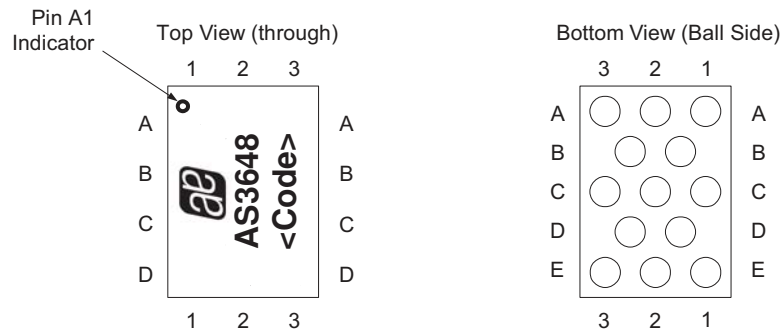 Pin A1
Indicator
Top View (through)
1 2 3
A A
B B
C C
D D
AS3648
<Code>
1 2 3
Bottom View (Ball Side)
3 2 1
A A
B B
C C
D D
E E
3 2 1